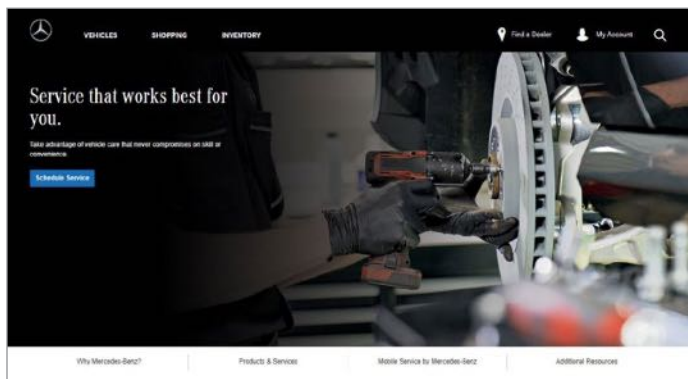 VEHICLES SHOPPING INVENTORY Find a Dealer My Account
Service that works best for
you.
Take advantage of vehicle care that never compromises on skill or
convenience.
Schedule Service
Why Mercedes-Benz? Products & Services Mobile Service by Mercedes-Benz Additional Resources